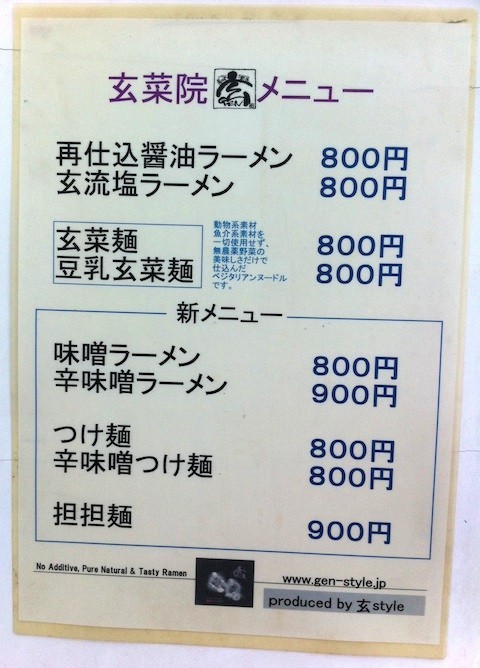 玄菜院 玄 GEN メニュー
再仕込醤油ラーメン 800円
玄流塩ラーメン 800円
玄菜麺 800円
豆乳玄菜麺 800円
動物系素材
魚介系素材を
一切使用せず、
無農薬野菜の
美味しさだけで
仕込んだ
ベジタリアンヌードル
です。
新メニュー
味噌ラーメン 800円
辛味噌ラーメン 900円
つけ麺 800円
辛味噌つけ麺 800円
担担麺 900円
No Additive, Pure Natural & Tasty Ramen
www.gen-style.jp
produced by 玄style